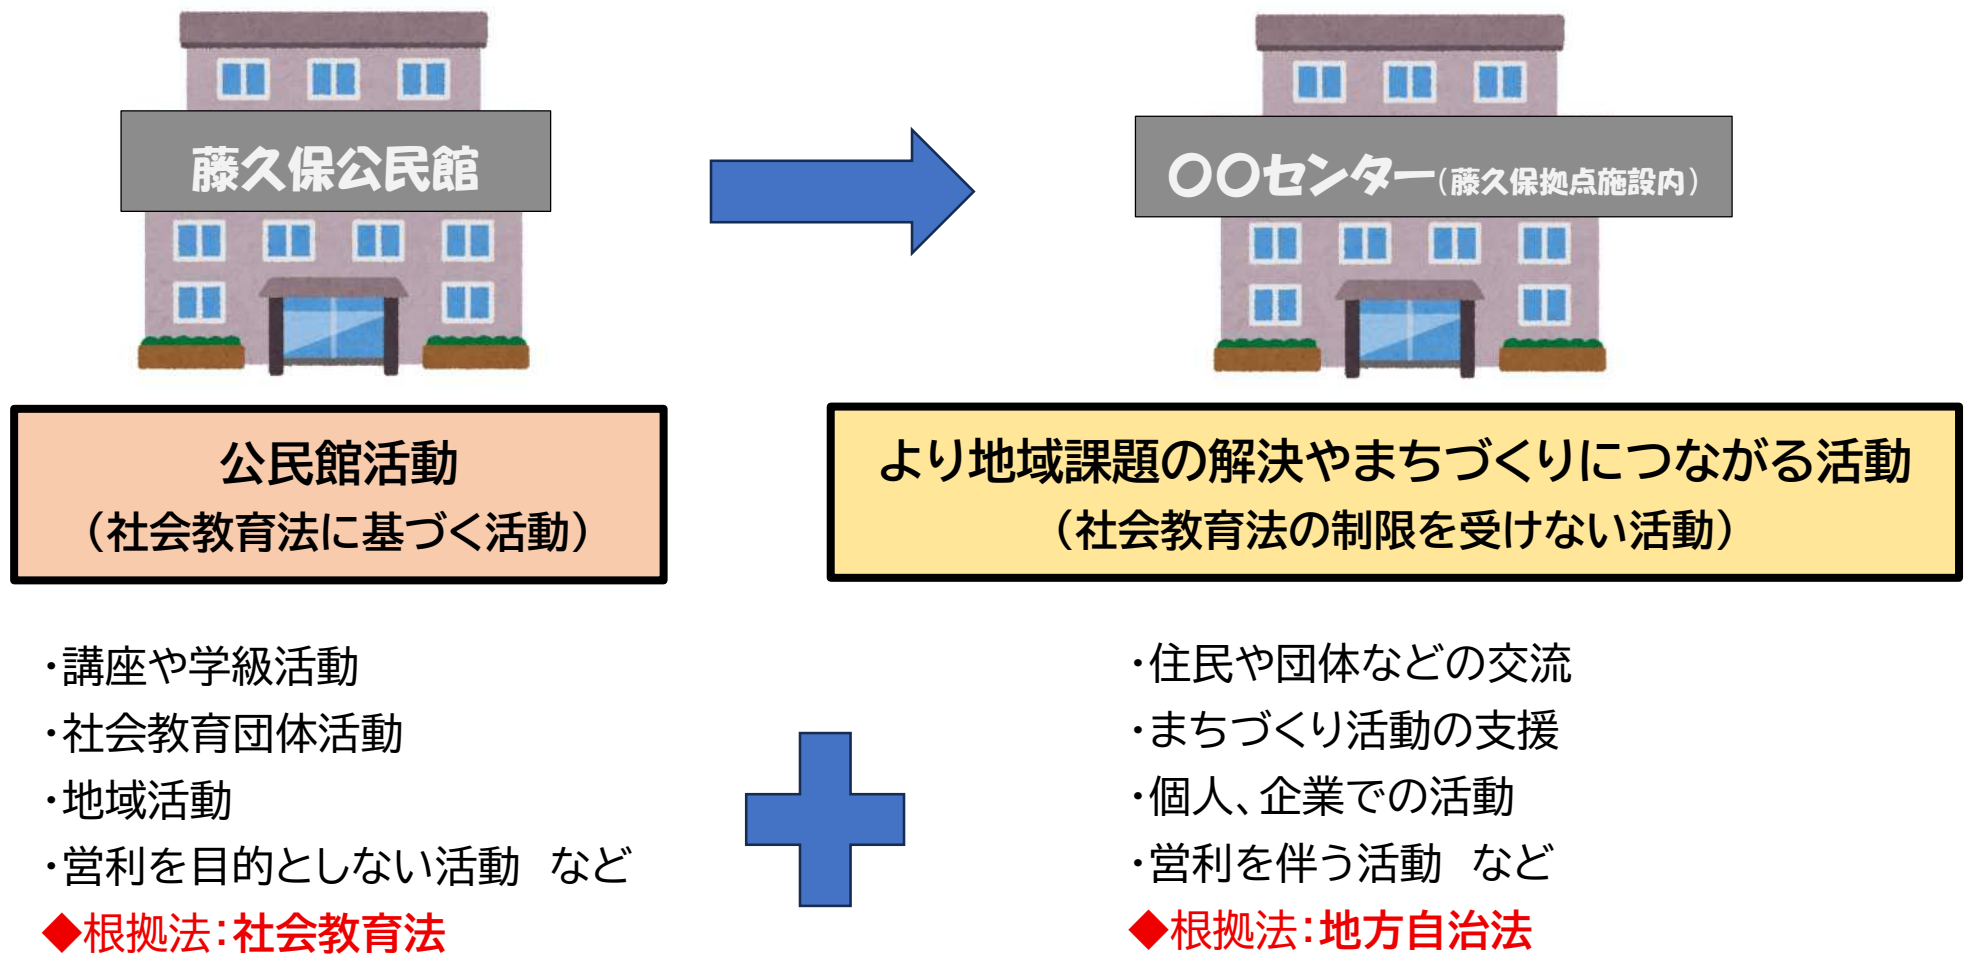 藤久保公民館
〇〇センター(藤久保拠点施設内)
公民館活動
(社会教育法に基づく活動)
より地域課題の解決やまちづくりにつながる活動
(社会教育法の制限を受けない活動)
・講座や学級活動
・社会教育団体活動
・地域活動
・営利を目的としない活動　など
◆根拠法：社会教育法
・住民や団体などの交流
・まちづくり活動の支援
・個人、企業での活動
・営利を伴う活動　など
◆根拠法：地方自治法